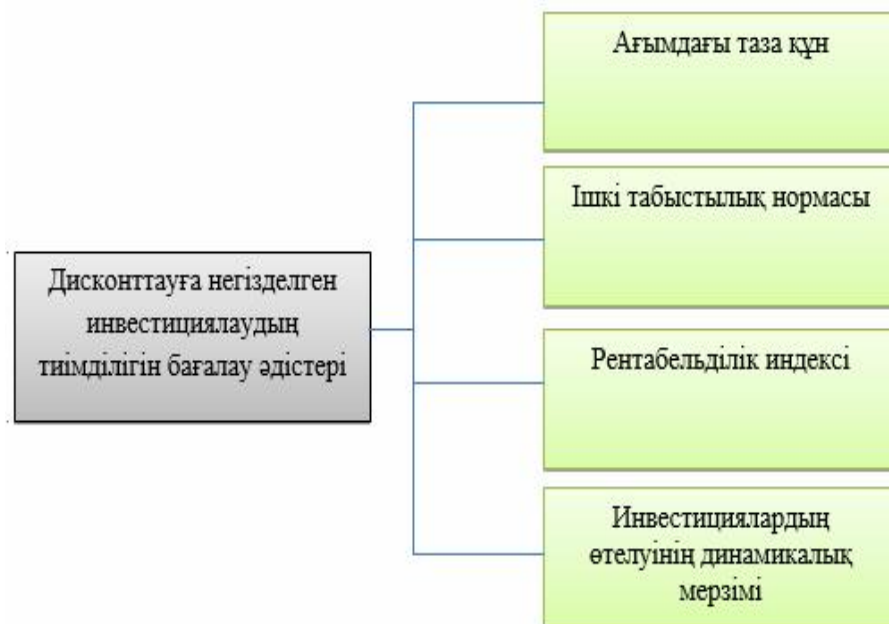 Дисконттауға негізделген
инвестициялаудың
тиімділігін бағалау әдістері
Ағымдағы таза құн
Ішкі табыстылық нормасы
Рентабельділік индексі
Инвестициялардың
өтелуінің динамикалық
мерзімі